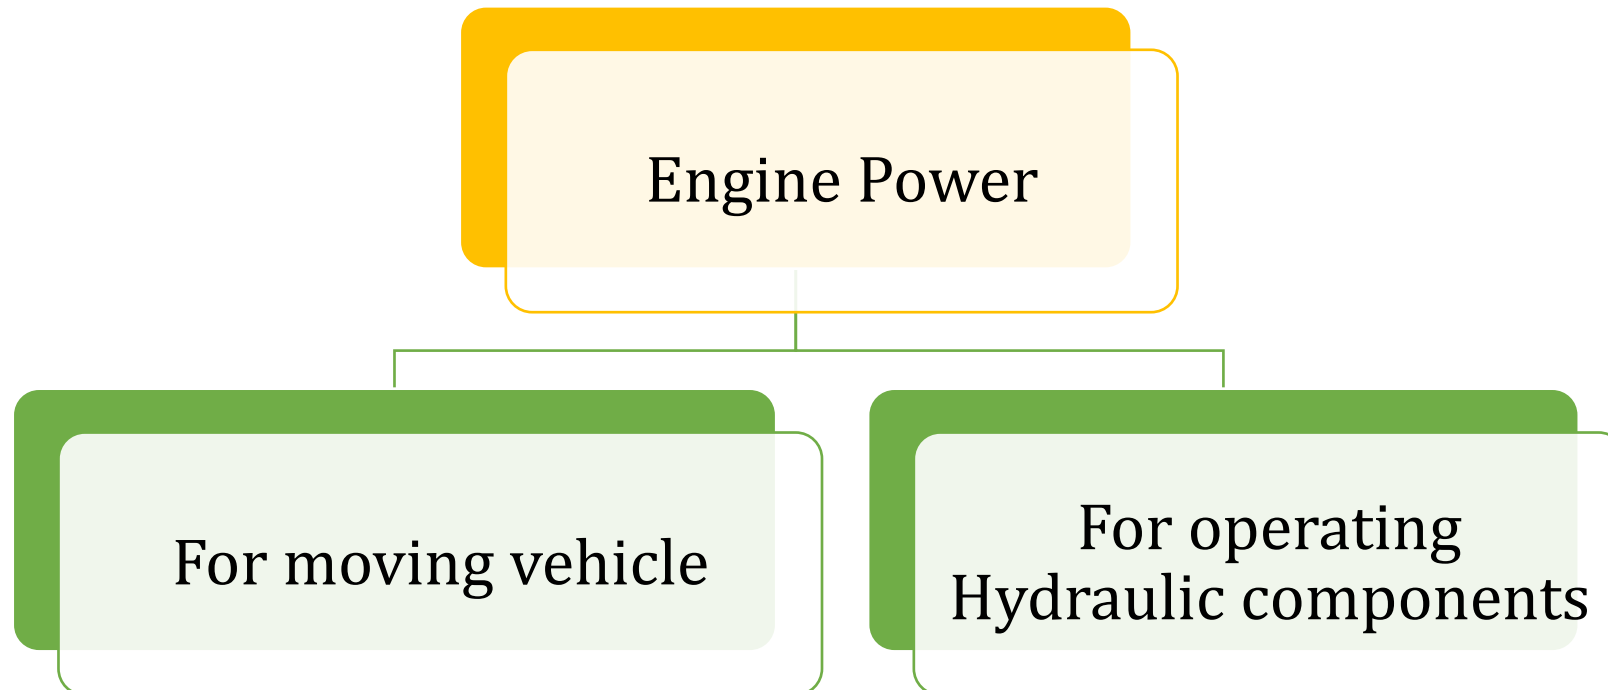 Engine Power
For moving vehicle
For operating
Hydraulic components